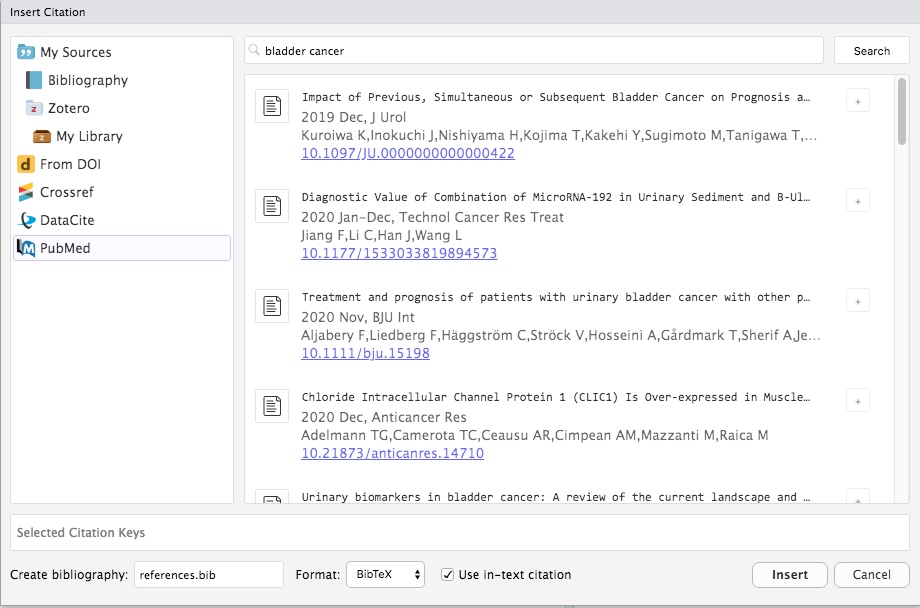 Insert Citation
My Sources
Bibliography
Zotero
My Library
From DOI
Crossref
DataCite
PubMed
bladder cancer
Search
Impact of Previous, Simultaneous or Subsequent Bladder Cancer on Prognosis a…
2019 Dec, J Urol
Kuroiwa K,Inokuchi J,Nishiyama H,Kojima T,Kakehi Y,Sugimoto M,Tanigawa T,…
10.1097/JU.0000000000000422
+
Diagnostic Value of Combination of MicroRNA-192 in Urinary Sediment and B-Ul…
2020 Jan-Dec, Technol Cancer Res Treat
Jiang F,Li C,Han J,Wang L
10.1177/1533033819894573
+
Treatment and prognosis of patients with urinary bladder cancer with other p…
2020 Nov, BJU Int
Aljabery F,Liedberg F,Häggström C,Ströck V,Hosseini A,Gårdmark T,Sherif A,Je…
10.1111/bju.15198
+
Chloride Intracellular Channel Protein 1 (CLIC1) Is Over-expressed in Muscle…
2020 Dec, Anticancer Res
Adelmann TG,Camerota TC,Ceausu AR,Cimpean AM,Mazzanti M,Raica M
10.21873/anticanres.14710
+
Urinary biomarkers in bladder cancer: A review of the current landscape and …
+
Selected Citation Keys
Create bibliography: references.bib Format: BibTeX Use in-text citation Insert Cancel